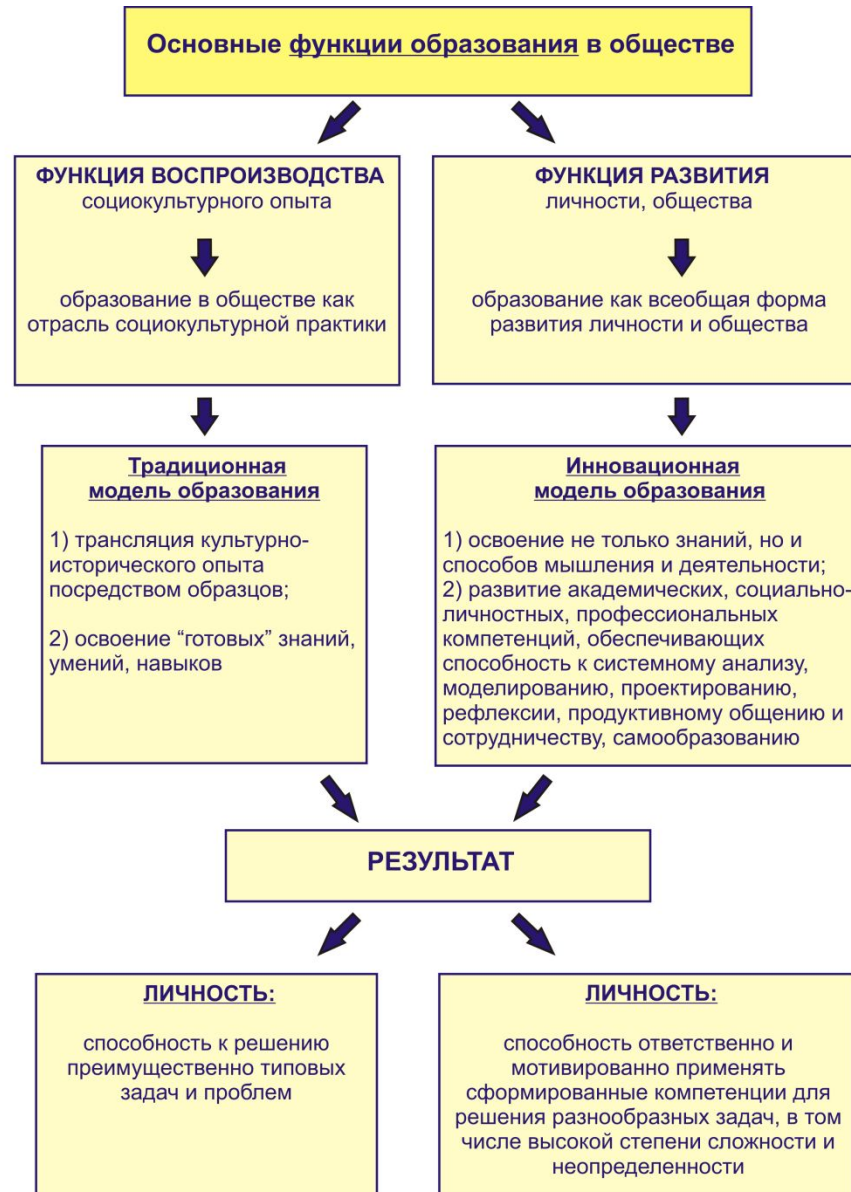 Основные функции образования в обществе
ФУНКЦИЯ ВОСПРОИЗВОДСТВА
социокультурного опыта
образование в обществе как
отрасль социокультурной практики
ФУНКЦИЯ РАЗВИТИЯ
личности, общества
образование как всеобщая форма
развития личности и общества
Традиционная
модель образования
1) трансляция культурно-
исторического опыта
посредством образцов;
2) освоение “готовых” знаний,
умений, навыков
Инновационная
модель образования
1) освоение не только знаний, но и
способов мышления и деятельности;
2) развитие академических, социально-
личностных, профессиональных
компетенций, обеспечивающих
способность к системному анализу,
моделированию, проектированию,
рефлексии, продуктивному общению и
сотрудничеству, самообразованию
РЕЗУЛЬТАТ
ЛИЧНОСТЬ:
способность к решению
преимущественно типовых
задач и проблем
ЛИЧНОСТЬ:
способность ответственно и
мотивированно применять
сформированные компетенции для
решения разнообразных задач, в том
числе высокой степени сложности и
неопределенности